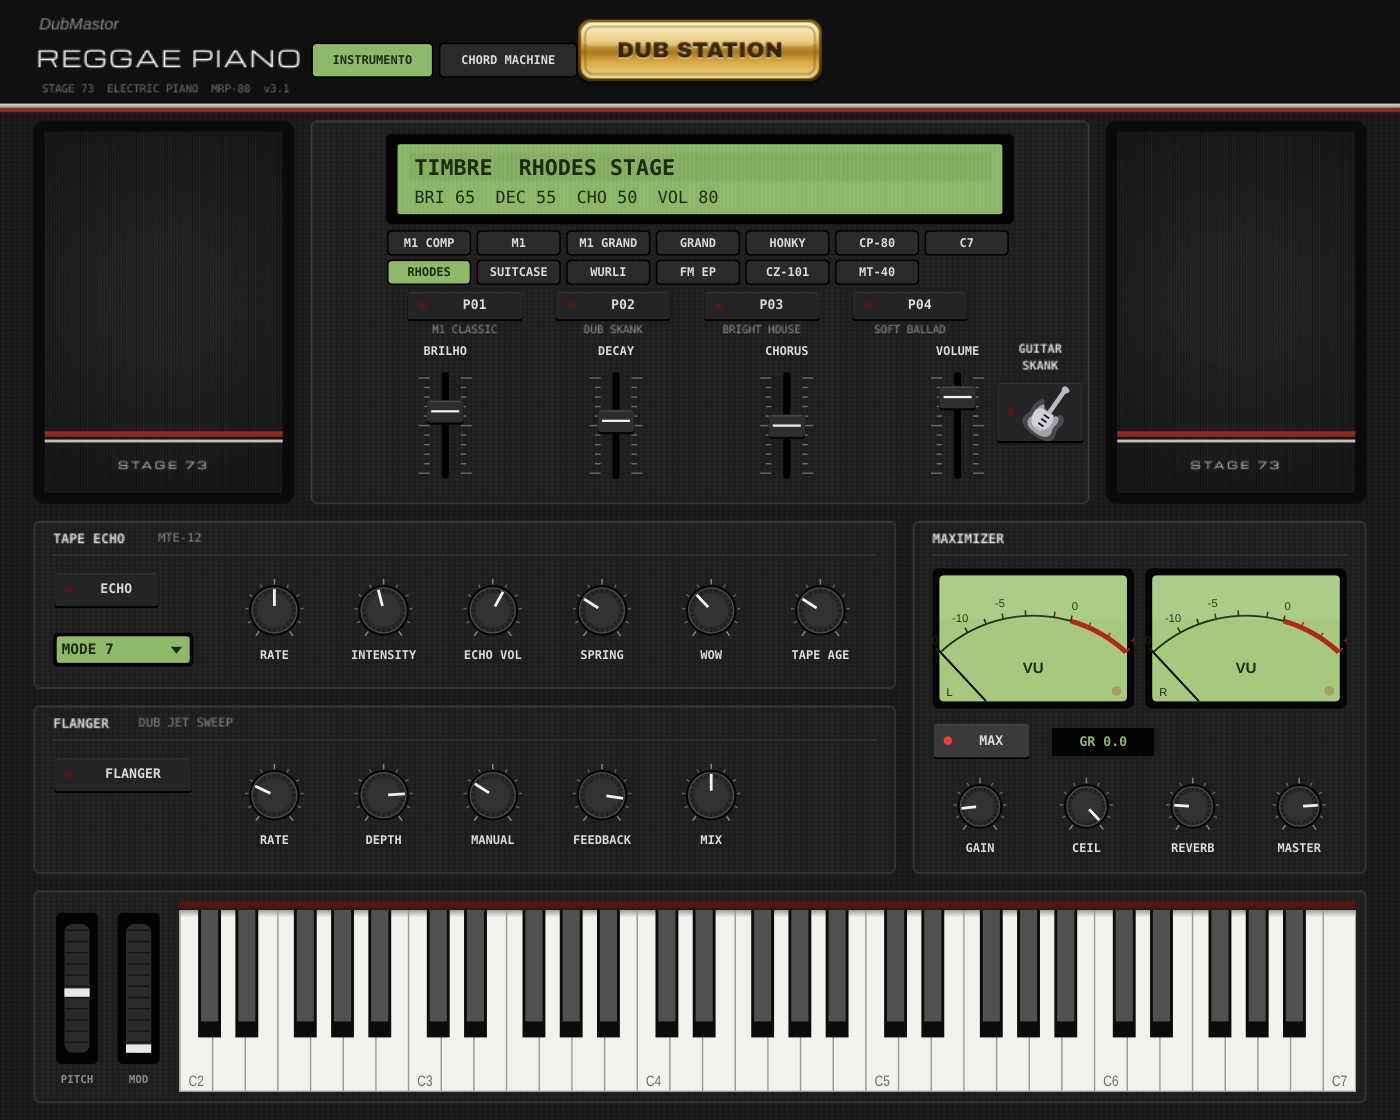 DubMastor
REGGAE PIANO
INSTRUMENTO
CHORD MACHINE
DUB STATION
STAGE 73 ELECTRIC PIANO MRP-80 v3.1
TIMBRE RHODES STAGE
BRI 65 DEC 55 CHO 50 VOL 80
M1 COMP M1 M1 GRAND GRAND HONKY CP-80 C7
RHODES SUITCASE WURLI FM EP CZ-101 MT-40
P01 P02 P03 P04
M1 CLASSIC DUB SKANK BRIGHT HOUSE SOFT BALLAD
BRILHO DECAY CHORUS VOLUME
GUITAR
SKANK
STAGE 73
STAGE 73
TAPE ECHO MTE-12
ECHO
MODE 7
RATE INTENSITY ECHO VOL SPRING WOW TAPE AGE
FLANGER DUB JET SWEEP
FLANGER
RATE DEPTH MANUAL FEEDBACK MIX
MAXIMIZER
-10 -5 0
VU
L
-10 -5 0
VU
R
MAX
GR 0.0
GAIN CEIL REVERB MASTER
PITCH MOD
C2 C3 C4 C5 C6 C7